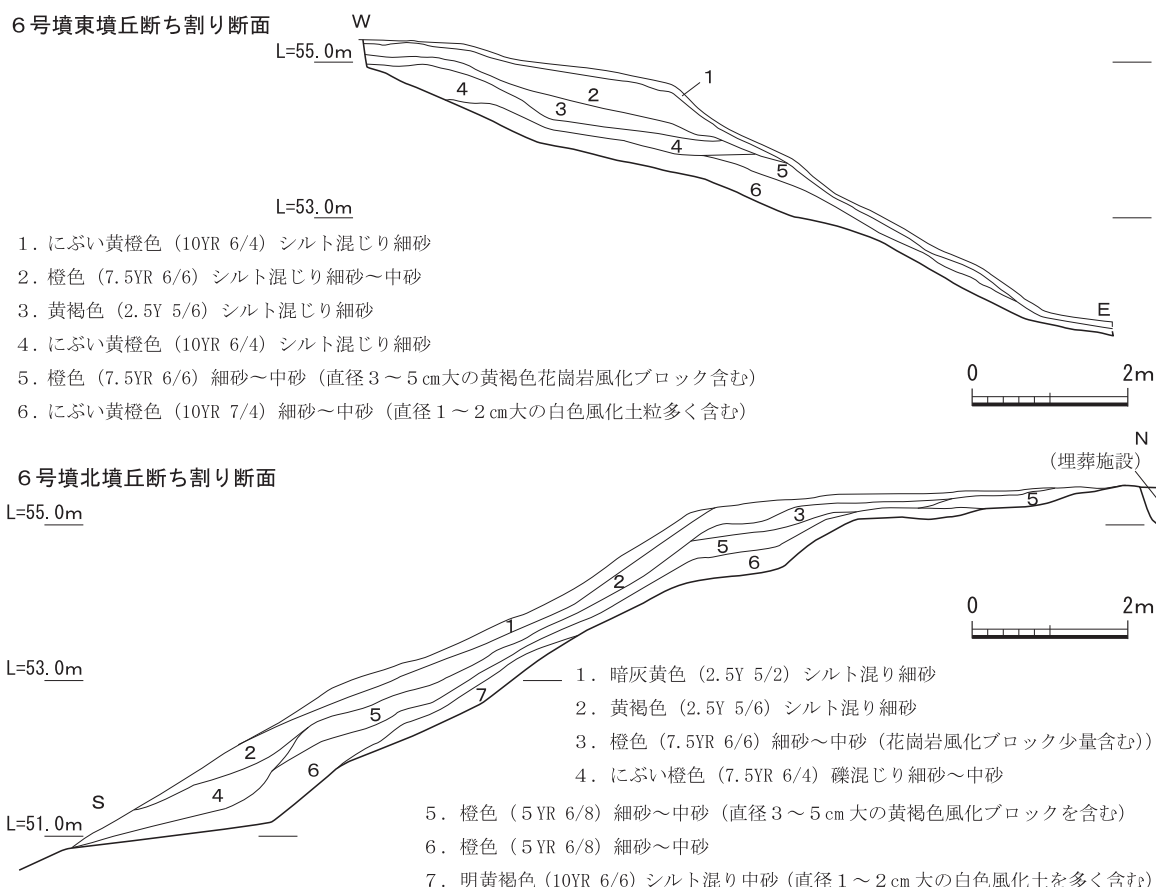 6号墳東墳丘断ち割り断面
W
L=55.0m
1
2
4
3
4
5
6
L=53.0m
1. にぶい黄橙色 (10YR 6/4) シルト混じり細砂
2. 橙色 (7.5YR 6/6) シルト混じり細砂～中砂
3. 黄褐色 (2.5Y 5/6) シルト混じり細砂
4. にぶい黄橙色 (10YR 6/4) シルト混じり細砂
5. 橙色 (7.5YR 6/6) 細砂～中砂 (直径3～5cm大の黄褐色花崗岩風化ブロック含む)
6. にぶい黄橙色 (10YR 7/4) 細砂～中砂 (直径1～2cm大の白色風化土粒多く含む)
E
0 2m
6号墳北墳丘断ち割り断面
N
(埋葬施設)
L=55.0m
5
3
5
6
2
1
0 2m
L=53.0m
7
5
2
6
4
S
L=51.0m
1. 暗灰黄色 (2.5Y 5/2) シルト混り細砂
2. 黄褐色 (2.5Y 5/6) シルト混り細砂
3. 橙色 (7.5YR 6/6) 細砂～中砂 (花崗岩風化ブロック少量含む))
4. にぶい橙色 (7.5YR 6/4) 礫混じり細砂～中砂
5. 橙色 (5YR 6/8) 細砂～中砂 (直径3～5cm大の黄褐色風化ブロックを含む)
6. 橙色 (5YR 6/8) 細砂～中砂
7. 明黄褐色 (10YR 6/6) シルト混り中砂 (直径1～2cm大の白色風化土を多く含む)